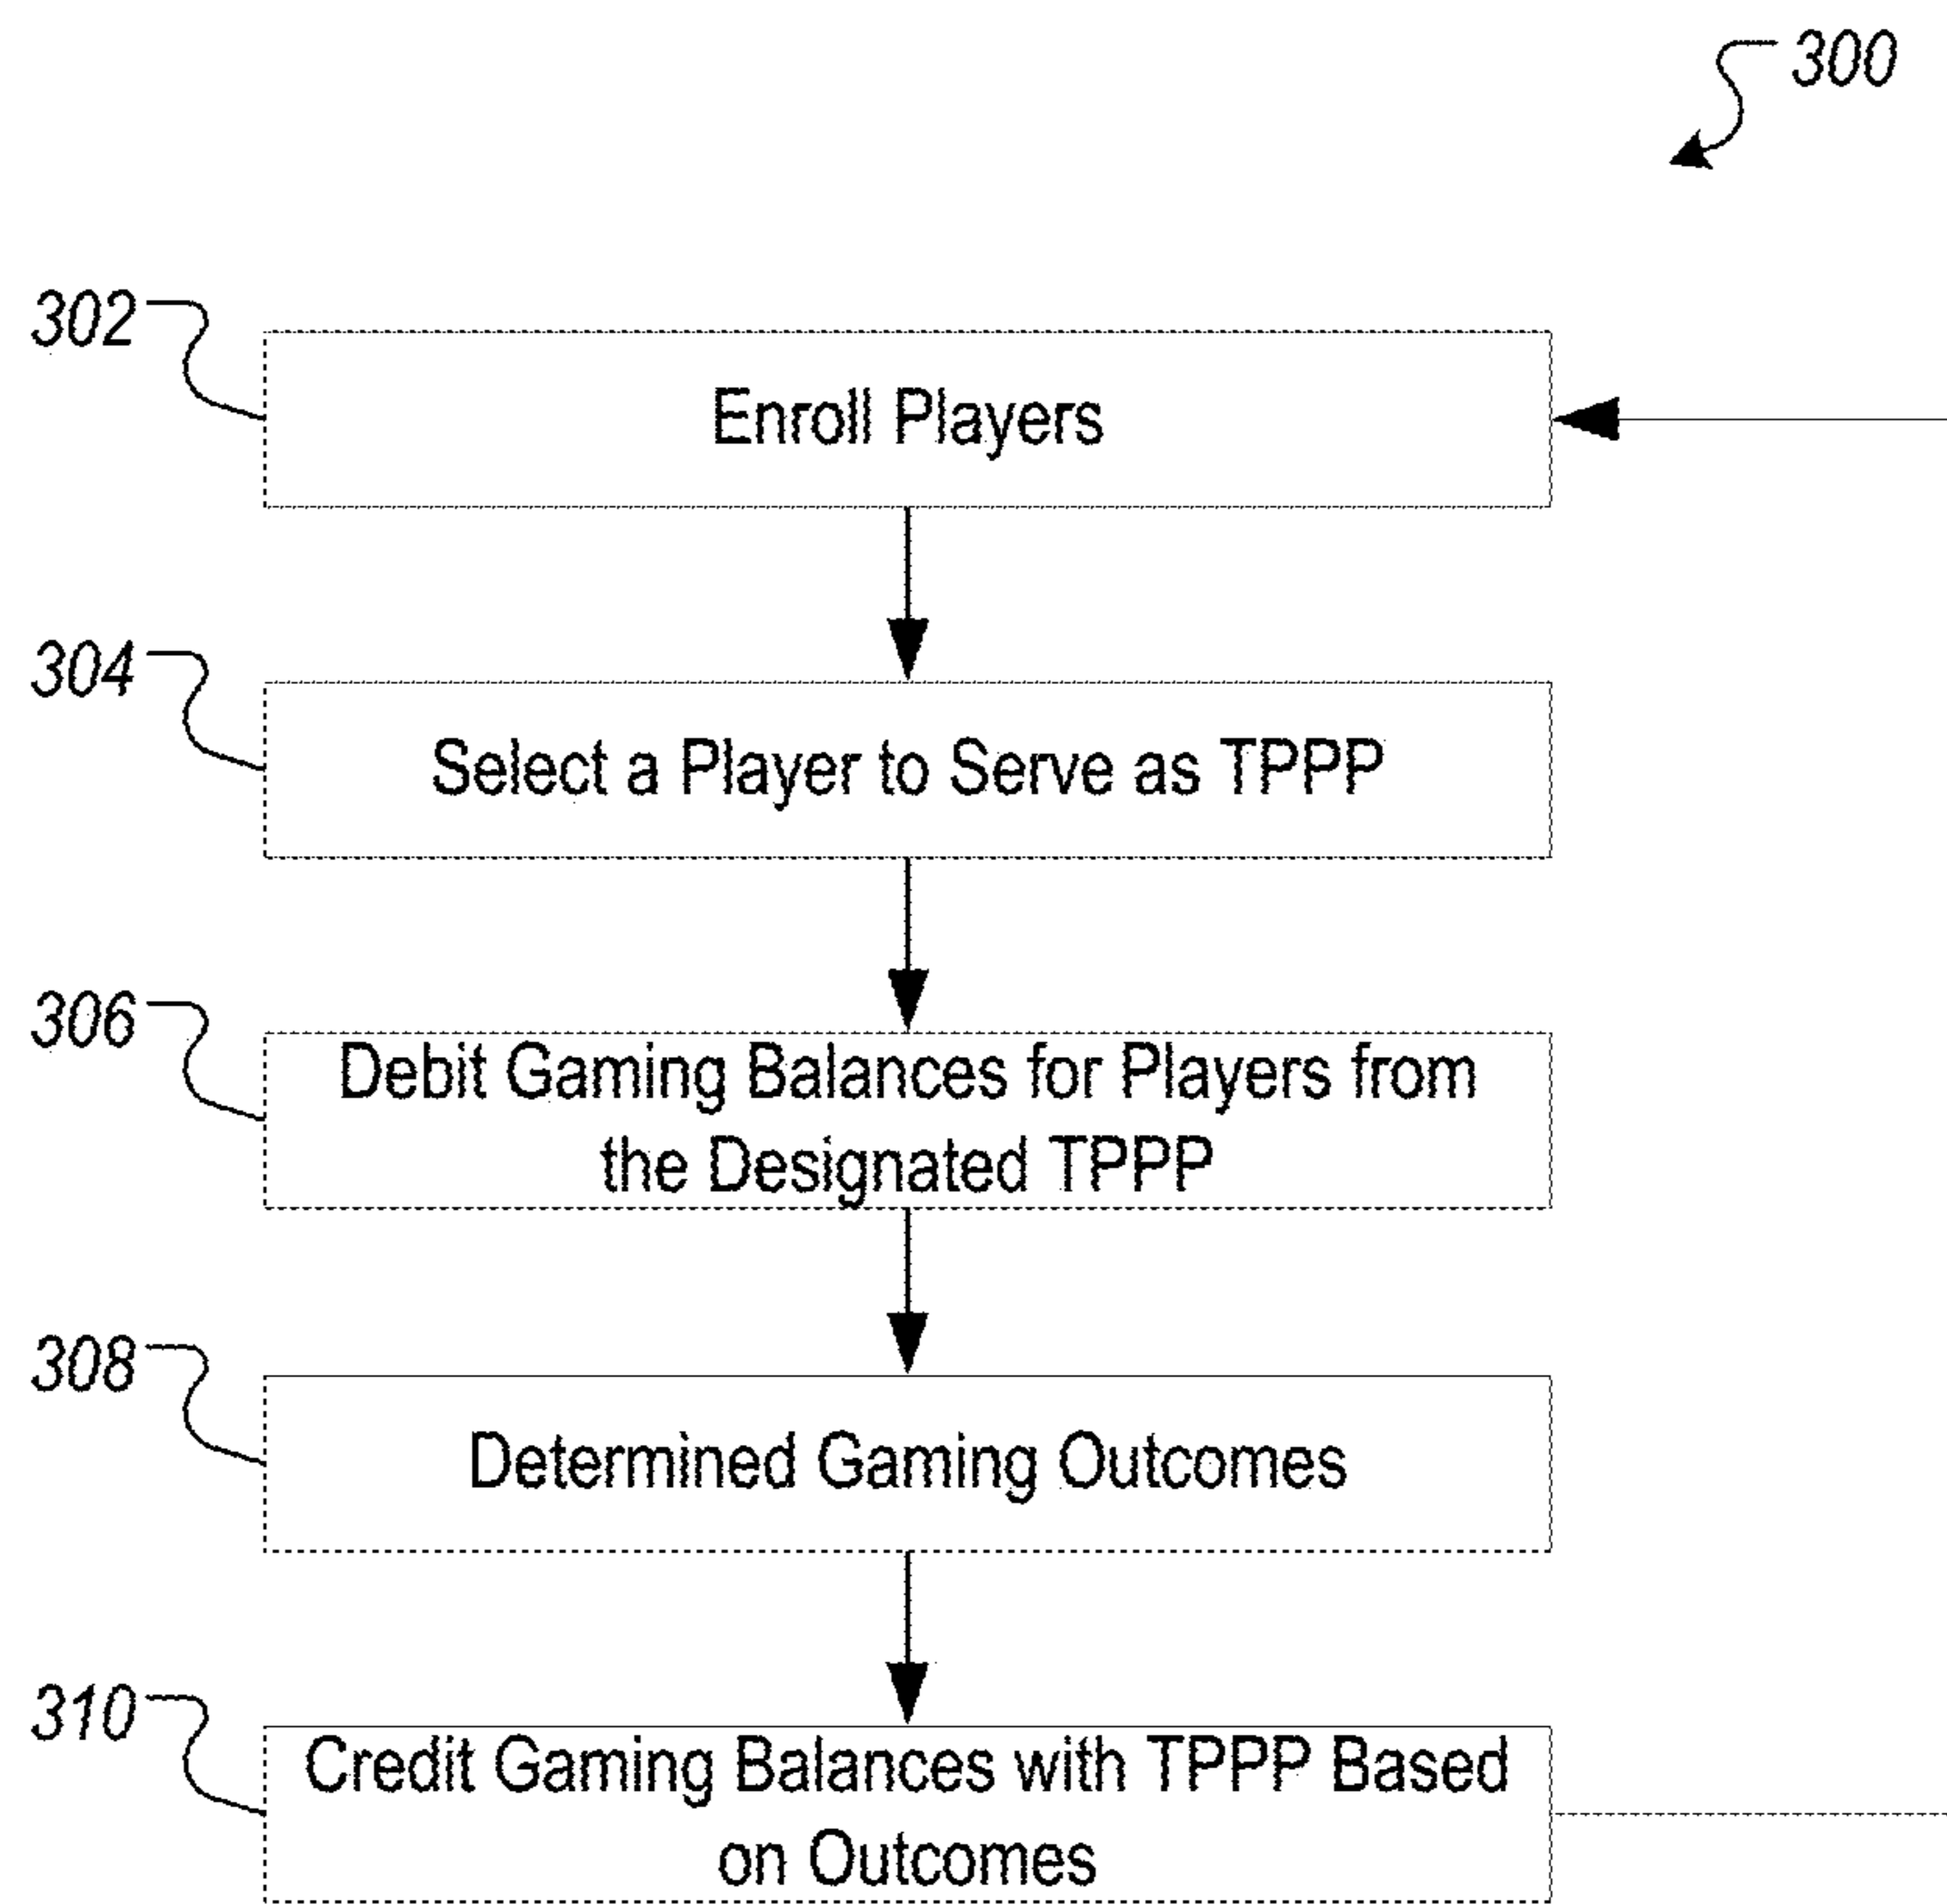 300
302
Enroll Players
304
Select a Player to Serve as TPPP
306
Debit Gaming Balances for Players from
the Designated TPPP
308
Determined Gaming Outcomes
310
Credit Gaming Balances with TPPP Based
on Outcomes